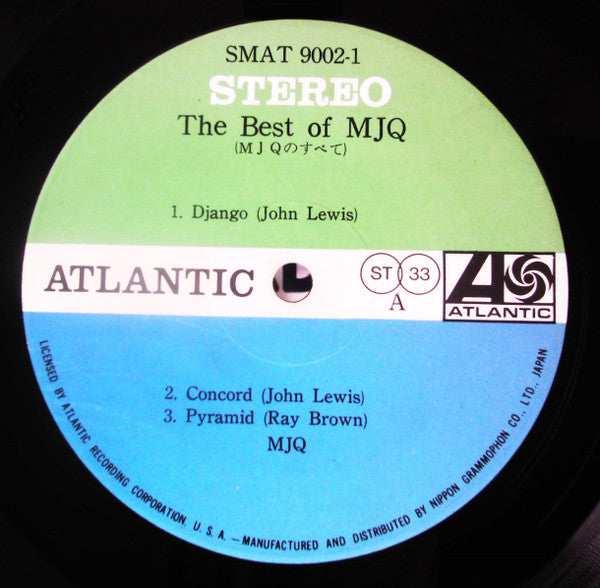 SMAT 9002-1
STEREO
The Best of MJQ
(MJQのすべて)
1. Django (John Lewis)
ATLANTIC
ST 33
A
ATLANTIC
2. Concord (John Lewis)
3. Pyramid (Ray Brown)
MJQ
LICENSED BY ATLANTIC RECORDING CORPORATION, U. S. A. — MANUFACTURED AND DISTRIBUTED BY NIPPON GRAMMOPHON CO., LTD., JAPAN